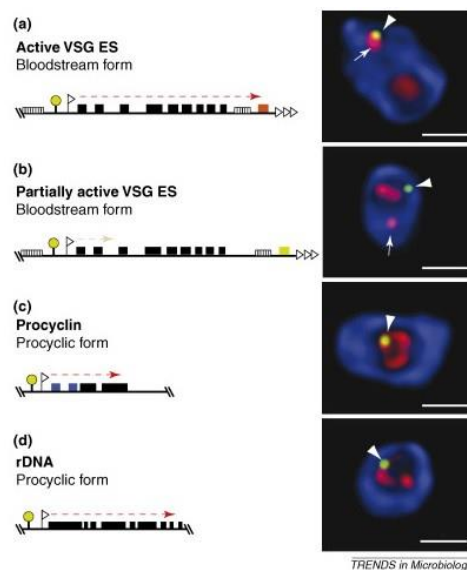 (a)
Active VSG ES
Bloodstream form
(b)
Partially active VSG ES
Bloodstream form
(c)
Procyclin
Procyclic form
(d)
rDNA
Procyclic form
TRENDS in Microbiolog